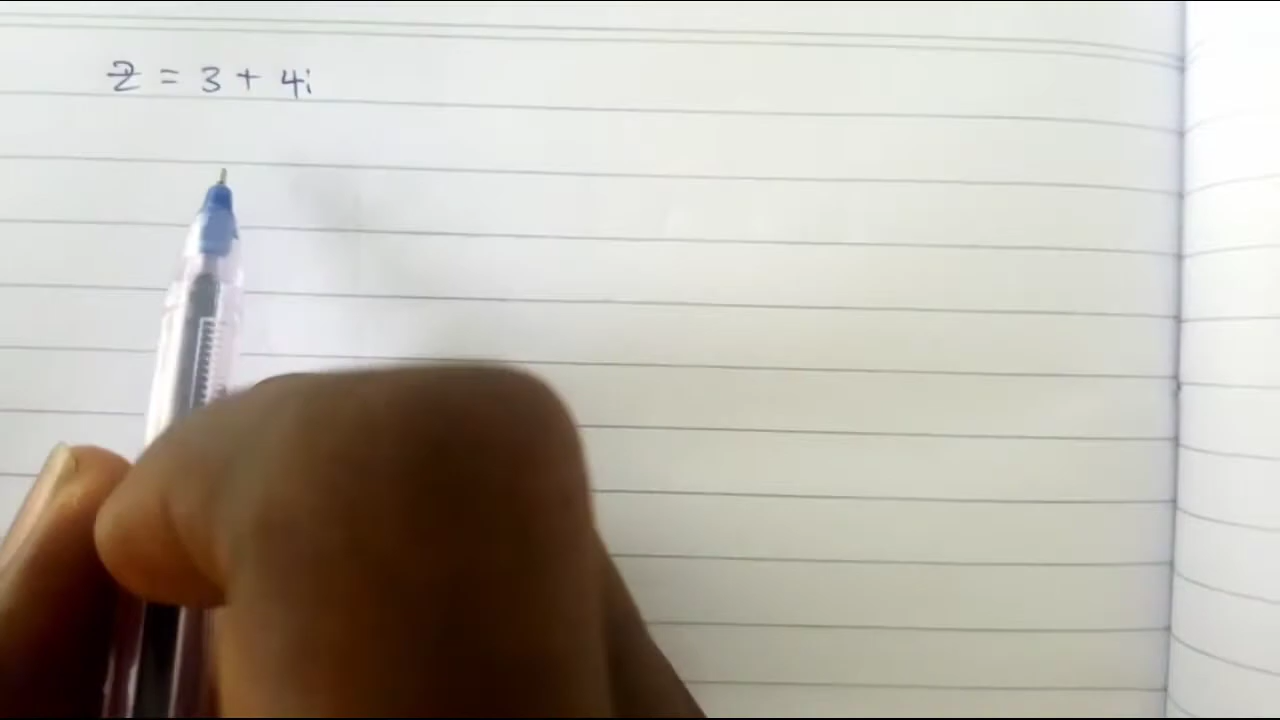 z = 3 + 4i